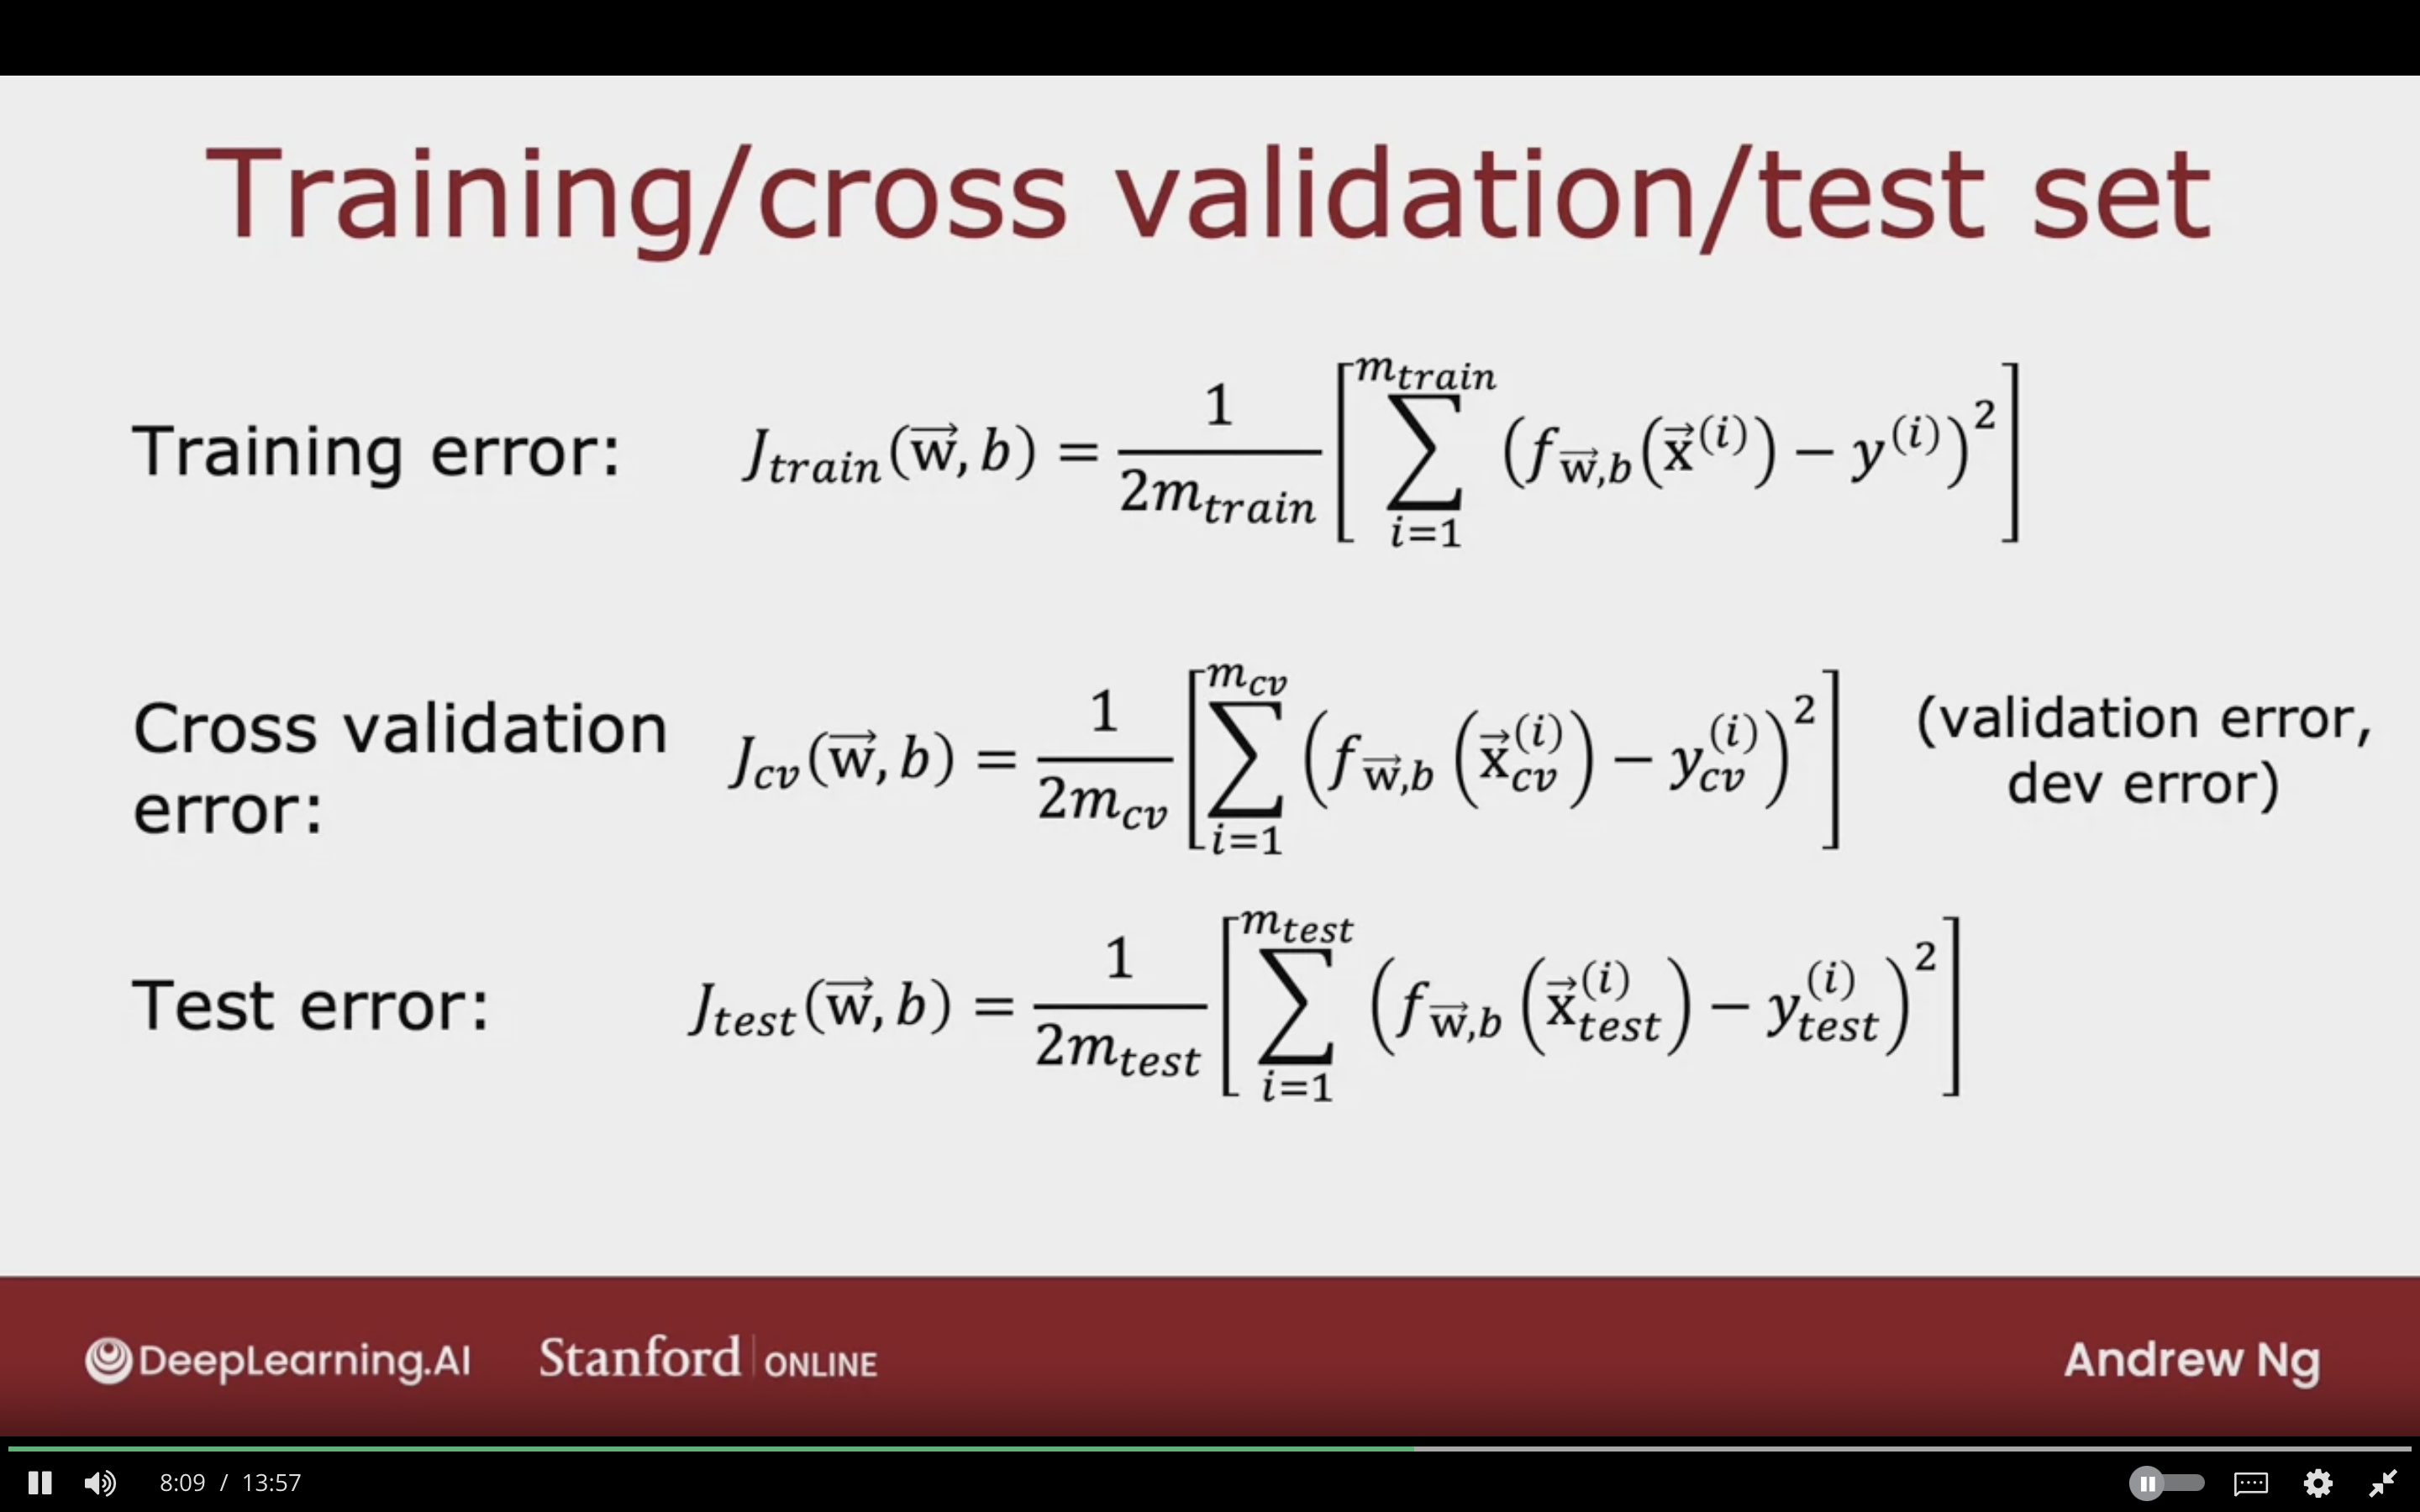 Training/cross validation/test set
Training error: $J_{train}(\vec{w}, b) = \frac{1}{2m_{train}} \left[ \sum_{i=1}^{m_{train}} \left( f_{\vec{w},b}(\vec{x}^{(i)}) - y^{(i)} \right)^2 \right]$
Cross validation
error: $J_{cv}(\vec{w}, b) = \frac{1}{2m_{cv}} \left[ \sum_{i=1}^{m_{cv}} \left( f_{\vec{w},b}\left(\vec{x}_{cv}^{(i)}\right) - y_{cv}^{(i)} \right)^2 \right]$
(validation error,
dev error)
Test error: $J_{test}(\vec{w}, b) = \frac{1}{2m_{test}} \left[ \sum_{i=1}^{m_{test}} \left( f_{\vec{w},b}\left(\vec{x}_{test}^{(i)}\right) - y_{test}^{(i)} \right)^2 \right]$
DeepLearning.AI Stanford | ONLINE Andrew Ng
8:09 / 13:57